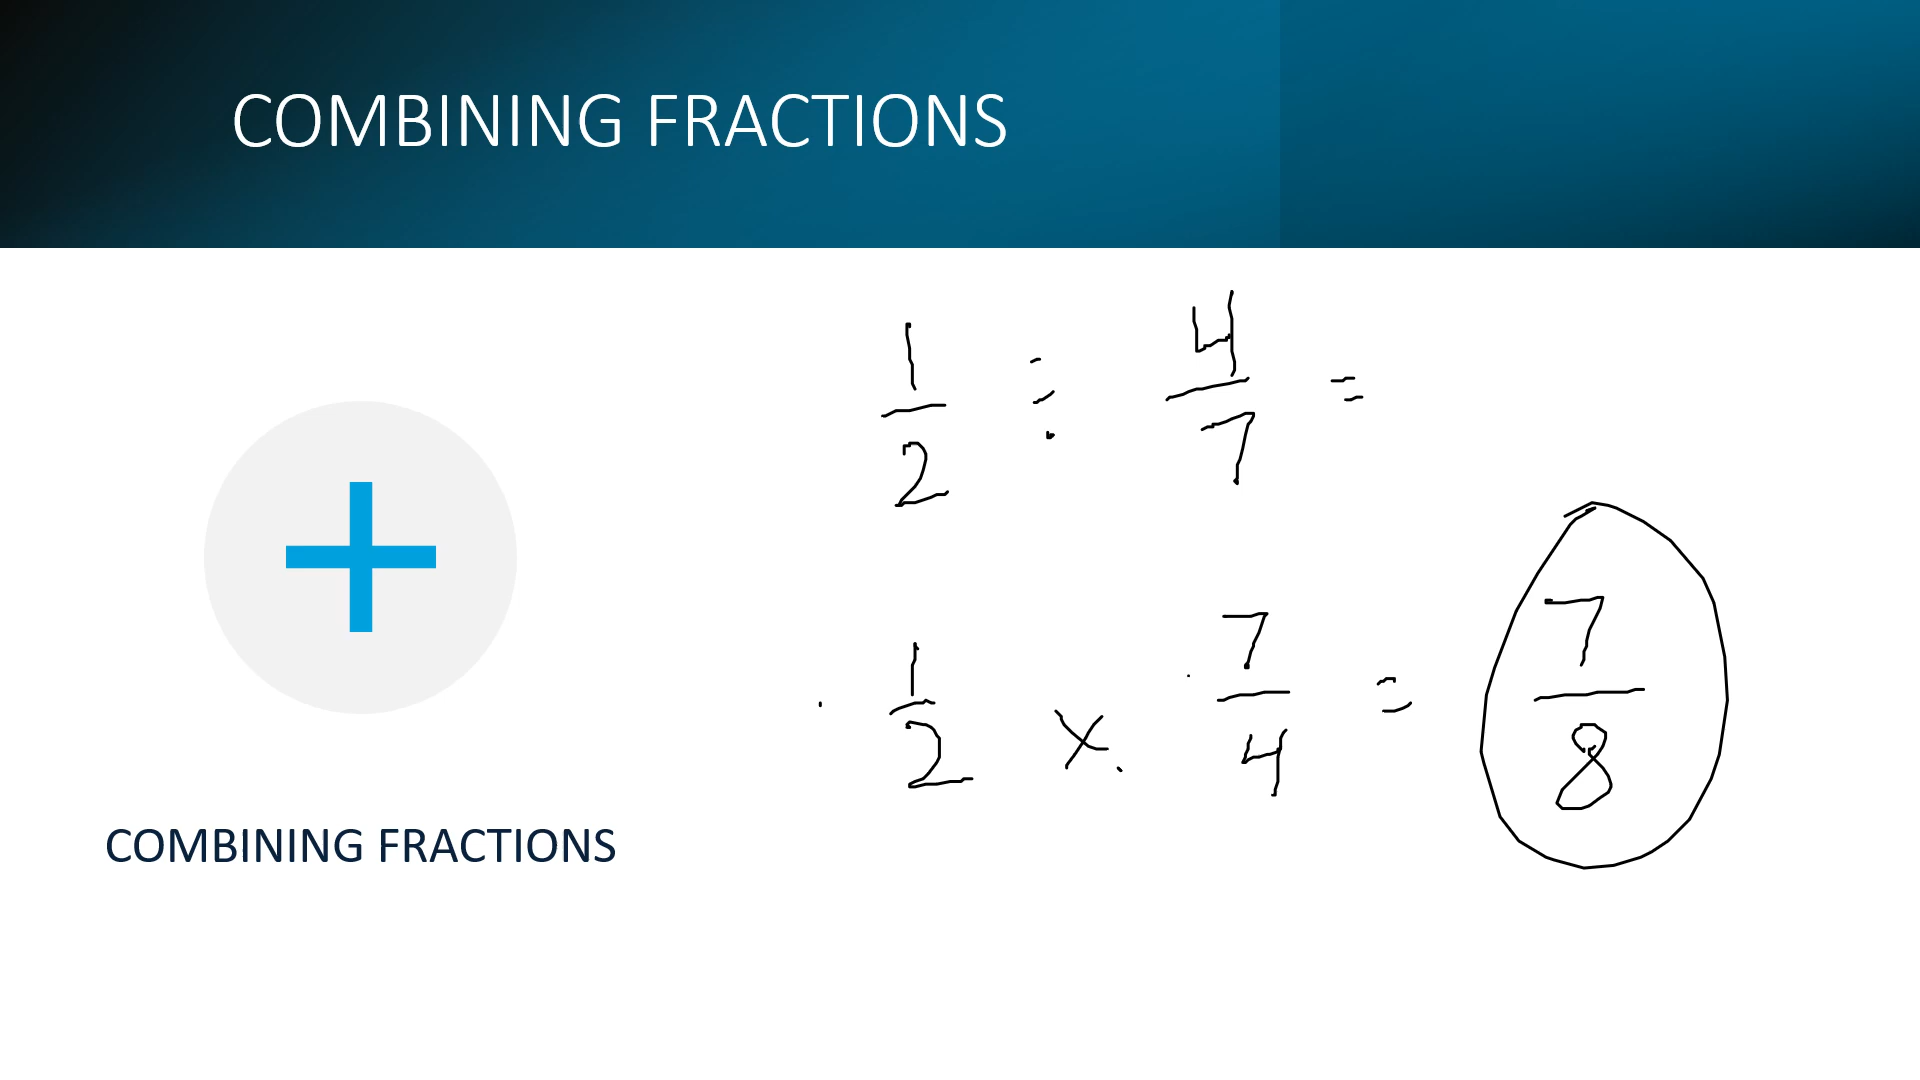 COMBINING FRACTIONS
1/2 ÷ 4/7 =
1/2 x 7/4 = 7/8
COMBINING FRACTIONS